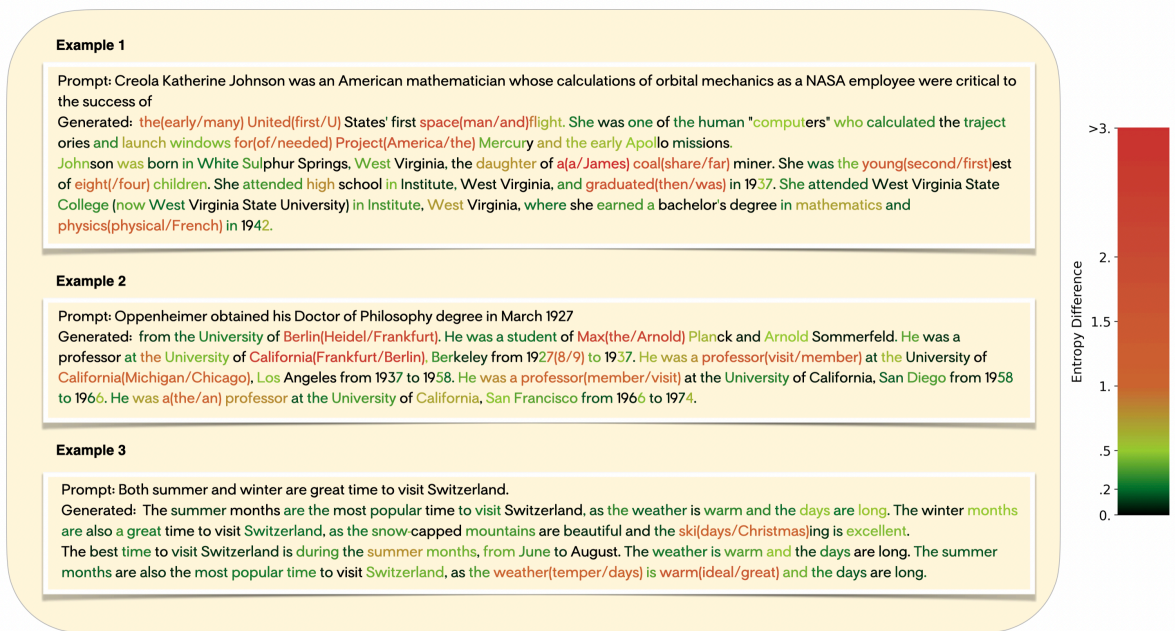 Example 1
Prompt: Creola Katherine Johnson was an American mathematician whose calculations of orbital mechanics as a NASA employee were critical to
the success of
Generated: the(early/many) United(first/U) States' first space(man/and)flight. She was one of the human "computers" who calculated the traject
ories and launch windows for(of/needed) Project(America/the) Mercury and the early Apollo missions.
Johnson was born in White Sulphur Springs, West Virginia, the daughter of a(a/James) coal(share/far) miner. She was the young(second/first)est
of eight(/four) children. She attended high school in Institute, West Virginia, and graduated(then/was) in 1937. She attended West Virginia State
College (now West Virginia State University) in Institute, West Virginia, where she earned a bachelor's degree in mathematics and
physics(physical/French) in 1942.
Example 2
Prompt: Oppenheimer obtained his Doctor of Philosophy degree in March 1927
Generated: from the University of Berlin(Heidel/Frankfurt). He was a student of Max(the/Arnold) Planck and Arnold Sommerfeld. He was a
professor at the University of California(Frankfurt/Berlin), Berkeley from 1927(8/9) to 1937. He was a professor(visit/member) at the University of
California(Michigan/Chicago), Los Angeles from 1937 to 1958. He was a professor(member/visit) at the University of California, San Diego from 1958
to 1966. He was a(the/an) professor at the University of California, San Francisco from 1966 to 1974.
Example 3
Prompt: Both summer and winter are great time to visit Switzerland.
Generated: The summer months are the most popular time to visit Switzerland, as the weather is warm and the days are long. The winter months
are also a great time to visit Switzerland, as the snow-capped mountains are beautiful and the ski(days/Christmas)ing is excellent.
The best time to visit Switzerland is during the summer months, from June to August. The weather is warm and the days are long. The summer
months are also the most popular time to visit Switzerland, as the weather(temper/days) is warm(ideal/great) and the days are long.
>3.
2.
1.5
1.
.5
.2
0.
Entropy Difference